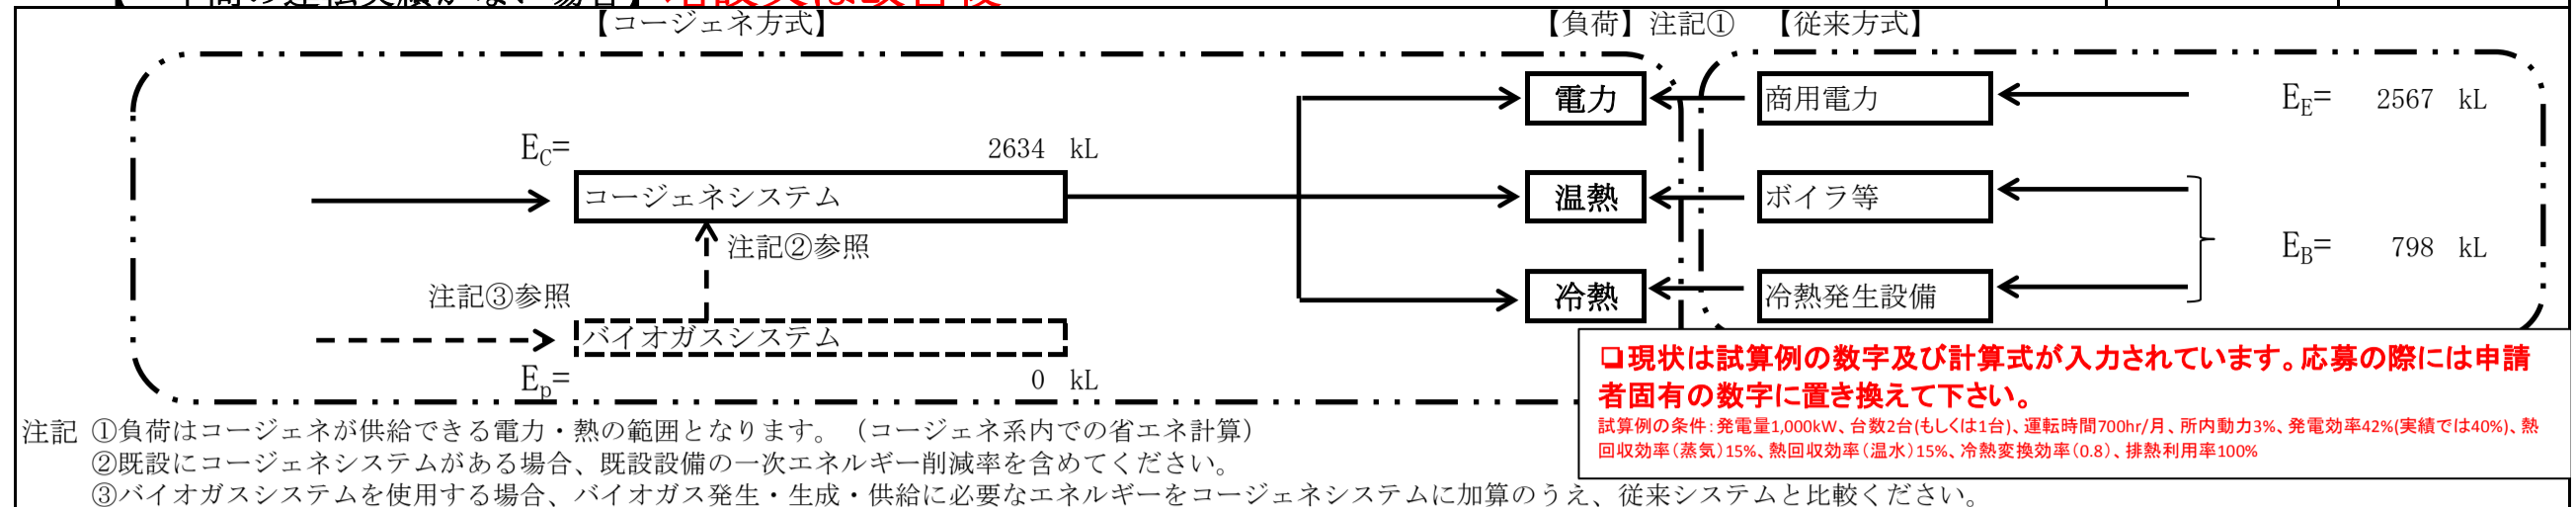 【コージェネ方式】
【負荷】注記① 【従来方式】
電力
商用電力
E_E= 2567 kL
E_C= 2634 kL
コージェネシステム
温熱
ボイラ等
注記②参照
E_B= 798 kL
注記③参照
冷熱
冷熱発生設備
バイオガスシステム
E_p= 0 kL
❑現状は試算例の数字及び計算式が入力されています。応募の際には申請
者固有の数字に置き換えて下さい。
試算例の条件：発電量1,000kW、台数2台(もしくは1台)、運転時間700hr/月、所内動力3%、発電効率42%(実績では40%)、熱
回収効率（蒸気）15%、熱回収効率（温水）15%、冷熱変換効率（0.8）、排熱利用率100%
注記 ①負荷はコージェネが供給できる電力・熱の範囲となります。（コージェネ系内での省エネ計算）
②既設にコージェネシステムがある場合、既設設備の一次エネルギー削減率を含めてください。
③バイオガスシステムを使用する場合、バイオガス発生・生成・供給に必要なエネルギーをコージェネシステムに加算のうえ、従来システムと比較ください。